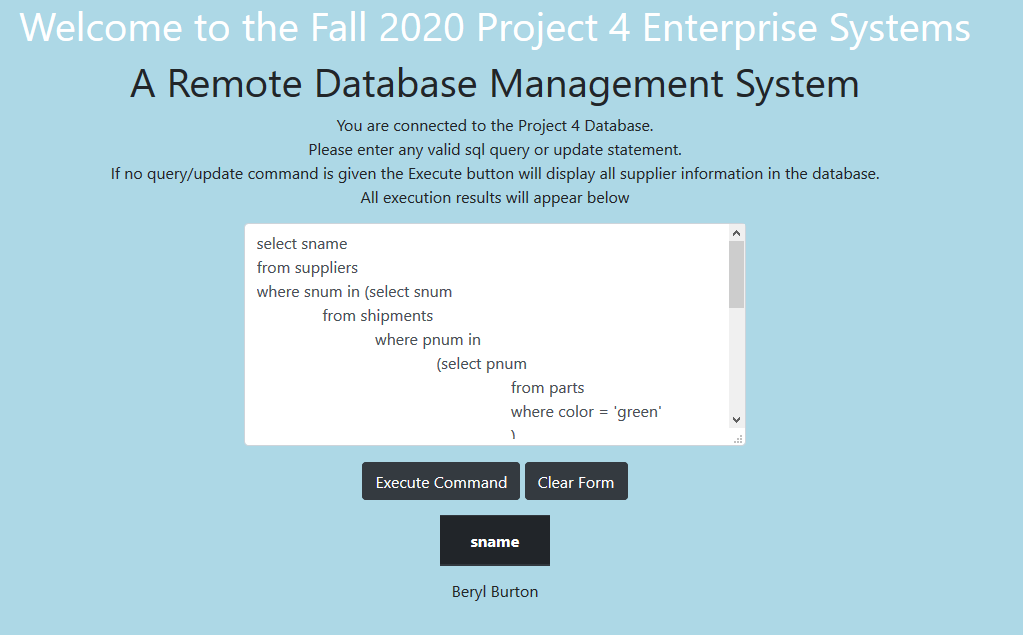 Welcome to the Fall 2020 Project 4 Enterprise Systems
A Remote Database Management System
You are connected to the Project 4 Database.
Please enter any valid sql query or update statement.
If no query/update command is given the Execute button will display all supplier information in the database.
All execution results will appear below
select sname
from suppliers
where snum in (select snum
from shipments
where pnum in
(select pnum
from parts
where color = 'green'
)
Execute Command Clear Form
sname
Beryl Burton